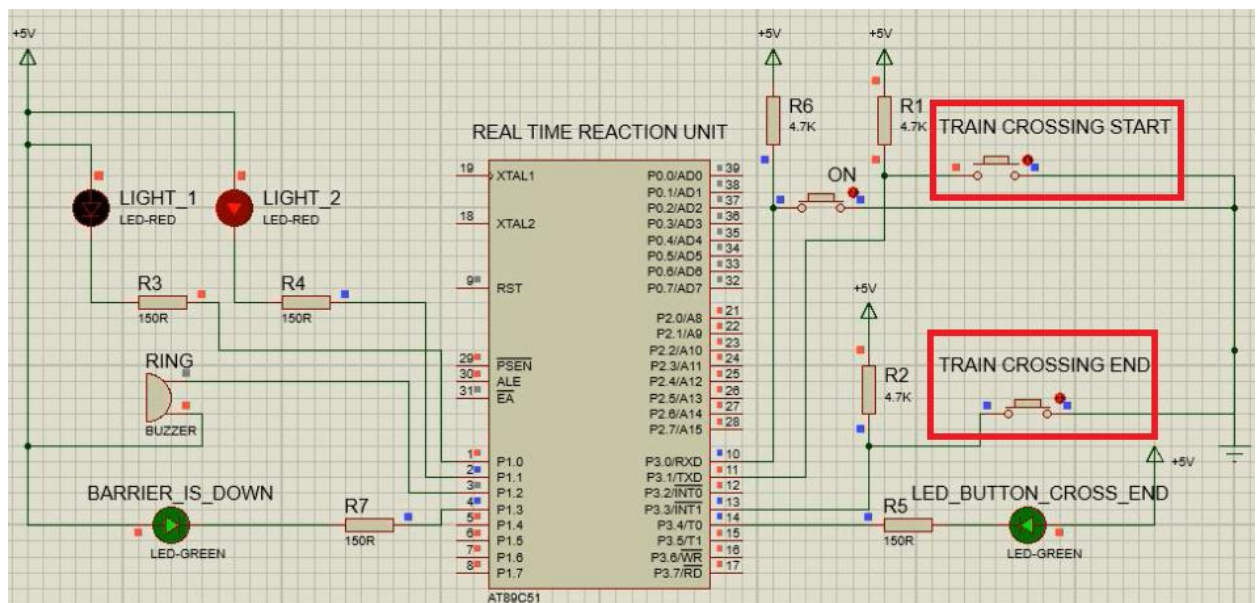 +5V
+5V
+5V
R6
4.7K
R1
4.7K
TRAIN CROSSING START
REAL TIME REACTION UNIT
ON
LIGHT_1
LED-RED
LIGHT_2
LED-RED
R3
150R
R4
150R
RING
BUZZER
BARRIER_IS_DOWN
LED-GREEN
R7
150R
19 XTAL1
18 XTAL2
9 RST
29 PSEN
30 ALE
31 EA
1 P1.0
2 P1.1
3 P1.2
4 P1.3
5 P1.4
6 P1.5
7 P1.6
8 P1.7
P0.0/AD0 39
P0.1/AD1 38
P0.2/AD2 37
P0.3/AD3 36
P0.4/AD4 35
P0.5/AD5 34
P0.6/AD6 33
P0.7/AD7 32
P2.0/A8 21
P2.1/A9 22
P2.2/A10 23
P2.3/A11 24
P2.4/A12 25
P2.5/A13 26
P2.6/A14 27
P2.7/A15 28
P3.0/RXD 10
P3.1/TXD 11
P3.2/INT0 12
P3.3/INT1 13
P3.4/T0 14
P3.5/T1 15
P3.6/WR 16
P3.7/RD 17
AT89C51
+5V
R2
4.7K
TRAIN CROSSING END
+5V
LED_BUTTON_CROSS_END
R5
150R
LED-GREEN